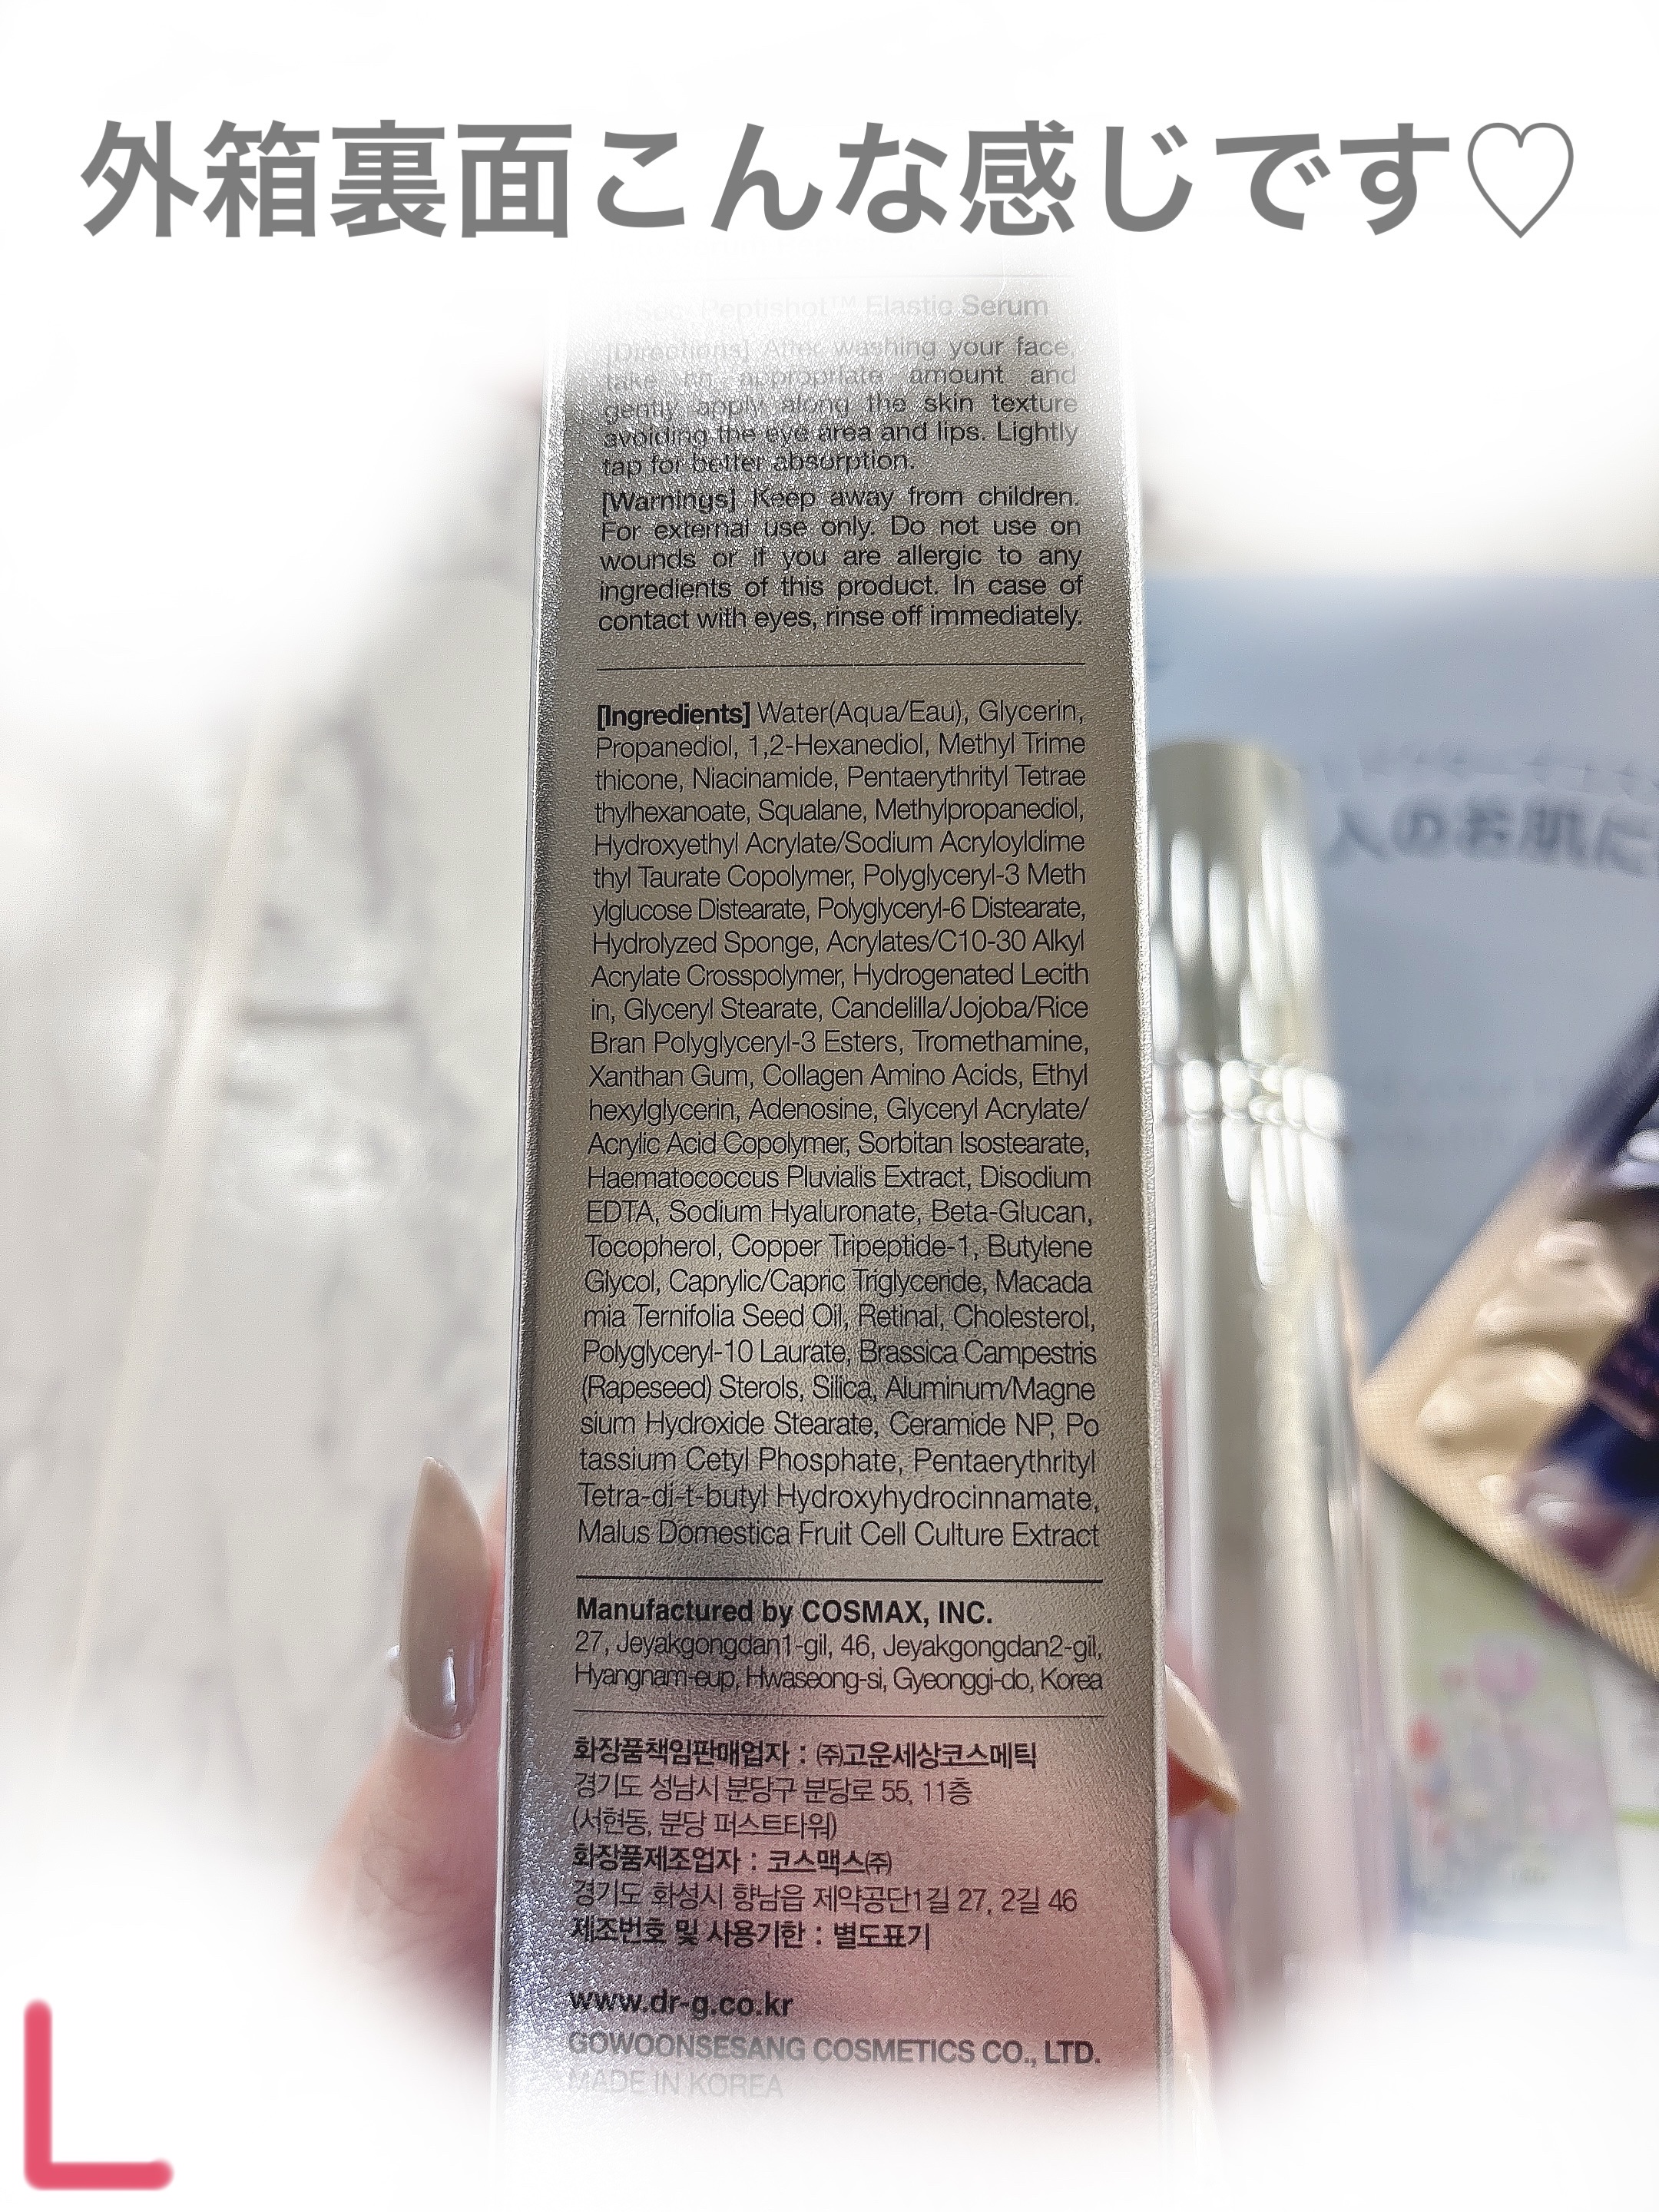 外箱裏面こんな感じです♡
Peptishot™ Elastic Serum
[Directions] After washing your face,
take an appropriate amount and
gently apply along the skin texture
avoiding the eye area and lips. Lightly
tap for better absorption.
[Warnings] Keep away from children.
For external use only. Do not use on
wounds or if you are allergic to any
ingredients of this product. In case of
contact with eyes, rinse off immediately.
[Ingredients] Water(Aqua/Eau), Glycerin,
Propanediol, 1,2-Hexanediol, Methyl Trime
thicone, Niacinamide, Pentaerythrityl Tetrae
thylhexanoate, Squalane, Methylpropanediol,
Hydroxyethyl Acrylate/Sodium Acryloyldime
thyl Taurate Copolymer, Polyglyceryl-3 Meth
ylglucose Distearate, Polyglyceryl-6 Distearate,
Hydrolyzed Sponge, Acrylates/C10-30 Alkyl
Acrylate Crosspolymer, Hydrogenated Lecith
in, Glyceryl Stearate, Candelilla/Jojoba/Rice
Bran Polyglyceryl-3 Esters, Tromethamine,
Xanthan Gum, Collagen Amino Acids, Ethyl
hexylglycerin, Adenosine, Glyceryl Acrylate/
Acrylic Acid Copolymer, Sorbitan Isostearate,
Haematococcus Pluvialis Extract, Disodium
EDTA, Sodium Hyaluronate, Beta-Glucan,
Tocopherol, Copper Tripeptide-1, Butylene
Glycol, Caprylic/Capric Triglyceride, Macada
mia Ternifolia Seed Oil, Retinal, Cholesterol,
Polyglyceryl-10 Laurate, Brassica Campestris
(Rapeseed) Sterols, Silica, Aluminum/Magne
sium Hydroxide Stearate, Ceramide NP, Po
tassium Cetyl Phosphate, Pentaerythrityl
Tetra-di-t-butyl Hydroxyhydrocinnamate,
Malus Domestica Fruit Cell Culture Extract
Manufactured by COSMAX, INC.
27, Jeyakgongdan1-gil, 46, Jeyakgongdan2-gil,
Hyangnam-eup, Hwaseong-si, Gyeonggi-do, Korea
화장품책임판매업자 : ㈜고운세상코스메틱
경기도 성남시 분당구 분당로 55, 11층
(서현동, 분당 퍼스트타워)
화장품제조업자 : 코스맥스㈜
경기도 화성시 향남읍 제약공단1길 27, 2길 46
제조번호 및 사용기한 : 별도표기
www.dr-g.co.kr
GOWOONSESANG COSMETICS CO., LTD.
MADE IN KOREA
人のお肌に
L